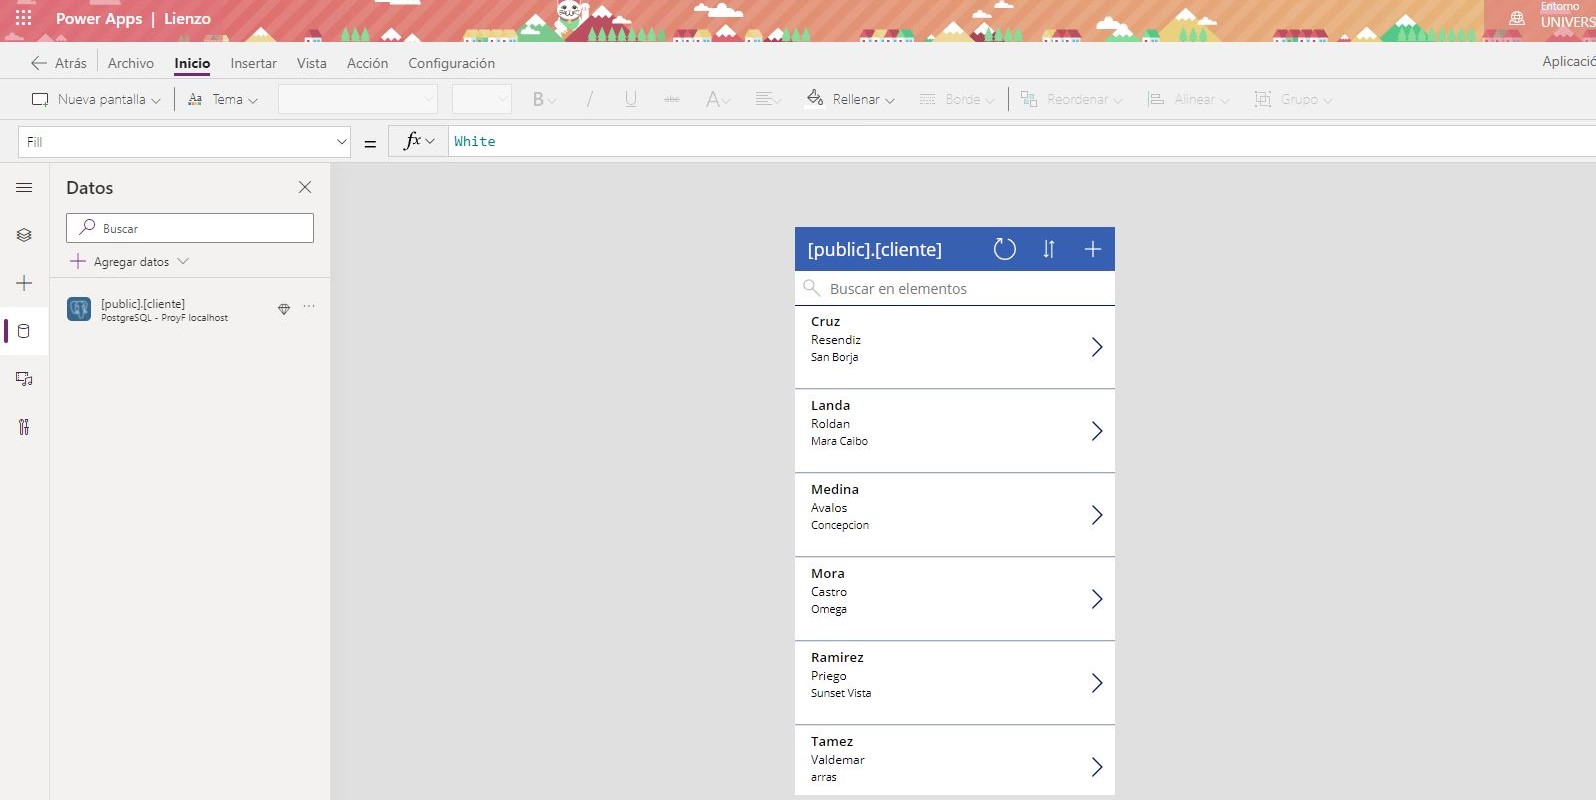 Power Apps | Lienzo
Entorno
UNIVERS
Atrás Archivo Inicio Insertar Vista Acción Configuración
Aplicació
Nueva pantalla Aa Tema B / U abc A Rellenar Borde Reordenar Alinear Grupo
Fill = fx White
Datos
Buscar
Agregar datos
[public].[cliente]
PostgreSQL - ProyF localhost
[public].[cliente]
Buscar en elementos
Cruz
Resendiz
San Borja
Landa
Roldan
Mara Caibo
Medina
Avalos
Concepcion
Mora
Castro
Omega
Ramirez
Priego
Sunset Vista
Tamez
Valdemar
arras